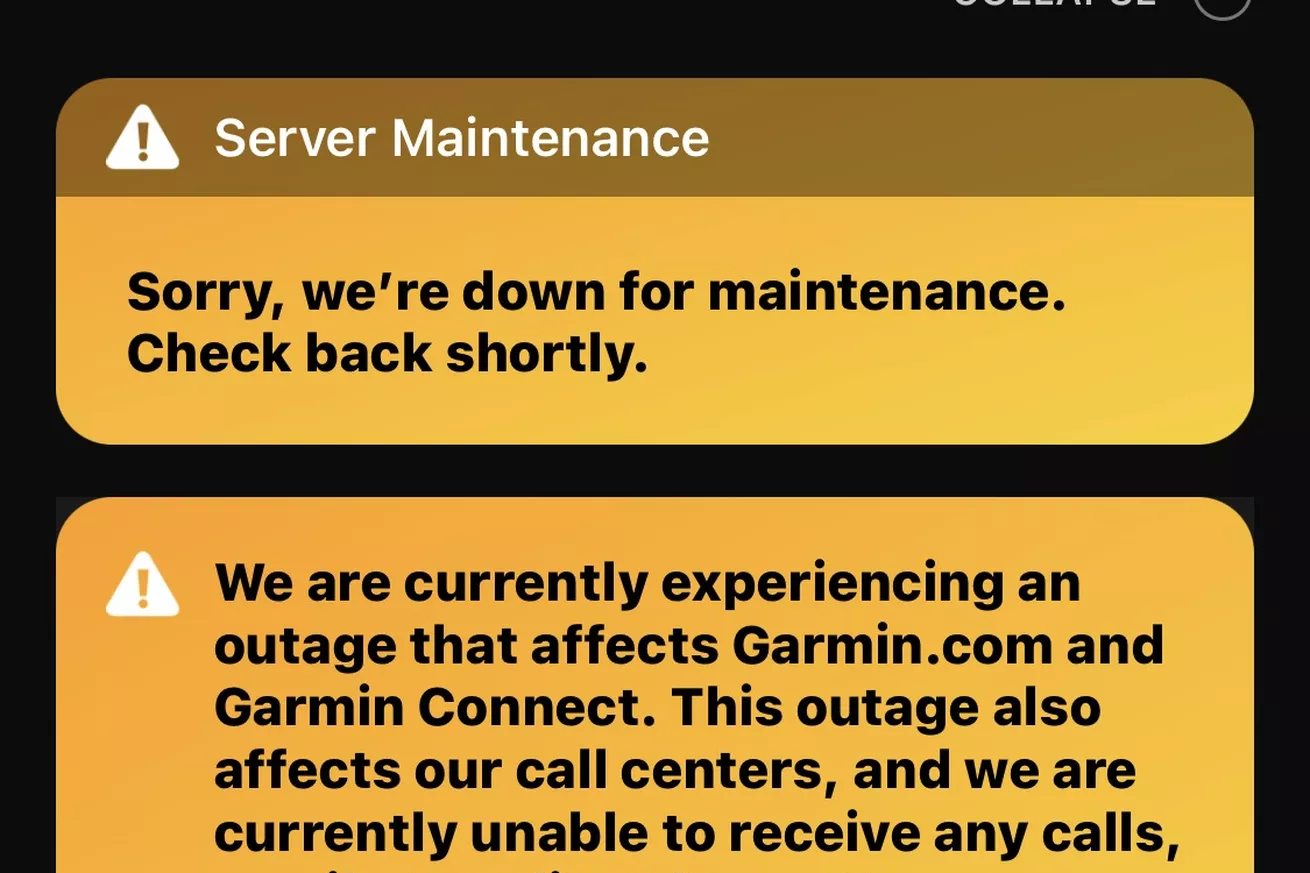 COLLAPSE
Server Maintenance
Sorry, we’re down for maintenance.
Check back shortly.
We are currently experiencing an
outage that affects Garmin.com and
Garmin Connect. This outage also
affects our call centers, and we are
currently unable to receive any calls,